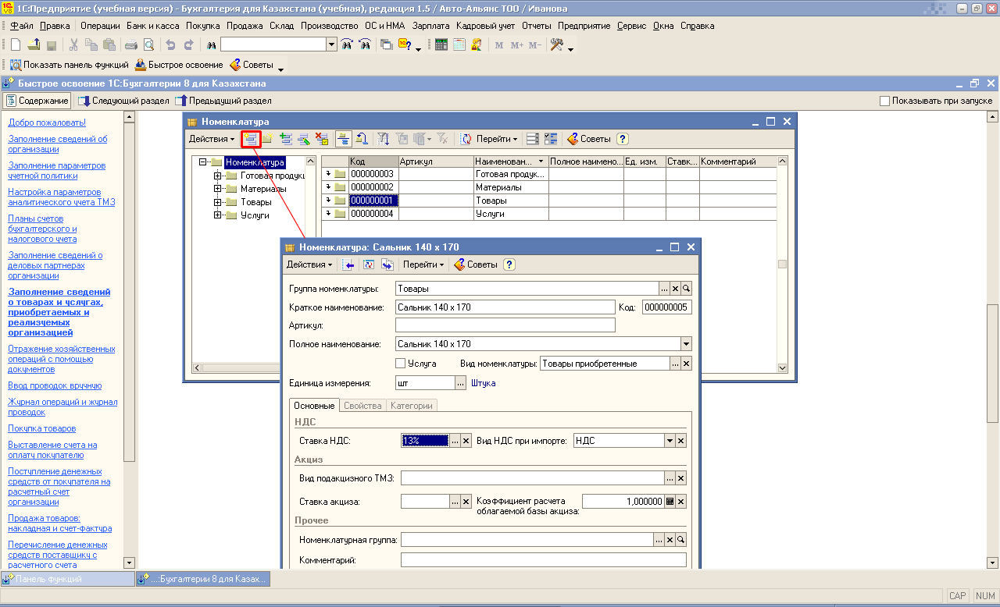 1С:Предприятие (учебная версия) - Бухгалтерия для Казахстана (учебная), редакция 1.5 / Авто-Альянс ТОО / Иванова
Файл Правка Операции Банк и касса Покупка Продажа Склад Производство ОС и НМА Зарплата Кадровый учет Отчеты Предприятие Сервис Окна Справка
M M+ M-
Показать панель функций Быстрое освоение Советы
Быстрое освоение 1С:Бухгалтерии 8 для Казахстана
Содержание Следующий раздел Предыдущий раздел Показывать при запуске
Добро пожаловать!
Заполнение сведений об
организации
Заполнение параметров
учетной политики
Настройка параметров
аналитического учета ТМЗ
Планы счетов
бухгалтерского и
налогового учета
Заполнение сведений о
деловых партнерах
организации
Заполнение сведений
о товарах и услугах,
приобретаемых и
реализуемых
организацией
Отражение хозяйственных
операций с помощью
документов
Ввод проводок вручную
Журнал операций и журнал
проводок
Покупка товаров
Выставление счета на
оплату покупателю
Поступление денежных
средств от покупателя на
расчетный счет
организации
Продажа товаров:
накладная и счет-фактура
Перечисление денежных
средств поставщику с
расчетного счета
Номенклатура
Действия Перейти Советы ?
Номенклатура
Готовая продукц
Материалы
Товары
Услуги
Код Артикул Наименован... Полное наимено... Ед. изм. Ставк... Комментарий
000000003 Готовая продук...
000000002 Материалы
000000001 Товары
000000004 Услуги
Номенклатура: Сальник 140 х 170
Действия Перейти Советы ?
Группа номенклатуры: Товары
Краткое наименование: Сальник 140 х 170 Код: 000000005
Артикул:
Полное наименование: Сальник 140 х 170
Услуга Вид номенклатуры: Товары приобретенные
Единица измерения: шт Штука
Основные Свойства Категории
НДС
Ставка НДС: 13% Вид НДС при импорте: НДС
Акциз
Вид подакцизного ТМЗ:
Ставка акциза: Коэффициент расчета
облагаемой базы акциза: 1,000000
Прочее
Номенклатурная группа:
Комментарий:
Панель функций ...:Бухгалтерии 8 для Казах...
CAP NUM